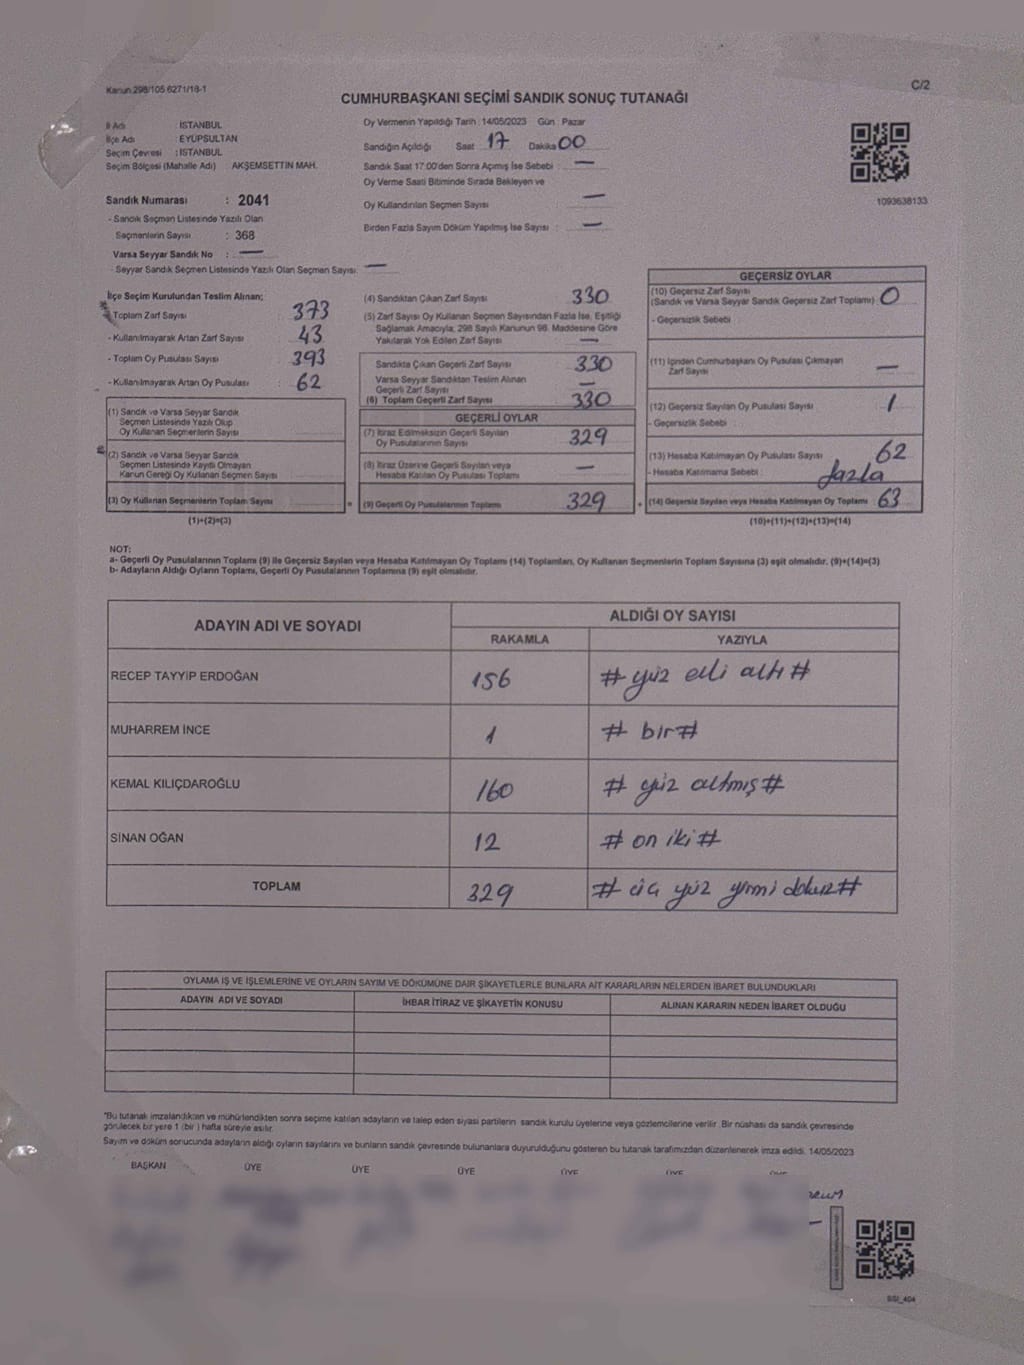 Kanun 298/105 6271/18-1
C/2
CUMHURBAŞKANI SEÇİMİ SANDIK SONUÇ TUTANAĞI
İl Adı : İSTANBUL
İlçe Adı : EYÜPSULTAN
Seçim Çevresi : İSTANBUL
Seçim Bölgesi (Mahalle Adı) AKŞEMSETTİN MAH.
Sandık Numarası : 2041
- Sandık Seçmen Listesinde Yazılı Olan
Seçmenlerin Sayısı : 368
Varsa Seyyar Sandık No : —
- Seyyar Sandık Seçmen Listesinde Yazılı Olan Seçmen Sayısı: —
Oy Vermenin Yapıldığı Tarih : 14/05/2023 Gün : Pazar
Sandığın Açıldığı Saat 17 Dakika 00
Sandık Saat 17:00'den Sonra Açımış İse Sebebi : —
Oy Verme Saati Bitiminde Sırada Bekleyen ve
Oy Kullandırılan Seçmen Sayısı —
Birden Fazla Sayım Döküm Yapılmış İse Sayısı : —
1093638133
İlçe Seçim Kurulundan Teslim Alınan;
Toplam Zarf Sayısı 373
- Kullanılmayarak Artan Zarf Sayısı 43
- Toplam Oy Pusulası Sayısı 393
- Kullanılmayarak Artan Oy Pusulası 62
(1) Sandık ve Varsa Seyyar Sandık
Seçmen Listesinde Yazılı Olup
Oy Kullanan Seçmenlerin Sayısı
(2) Sandık ve Varsa Seyyar Sandık
Seçmen Listesinde Kaydı Olmayan
Kanun Gereği Oy Kullanan Seçmen Sayısı
(3) Oy Kullanan Seçmenlerin Toplam Sayısı
(1)+(2)=(3)
(4) Sandıktan Çıkan Zarf Sayısı 330
(5) Zarf Sayısı Oy Kullanan Seçmen Sayısından Fazla İse, Eşitliği
Sağlamak Amacıyla, 298 Sayılı Kanunun 98. Maddesine Göre
Yakılarak Yok Edilen Zarf Sayısı —
Sandıkta Çıkan Geçerli Zarf Sayısı 330
Varsa Seyyar Sandıktan Teslim Alınan
Geçerli Zarf Sayısı —
(6) Toplam Geçerli Zarf Sayısı 330
GEÇERLİ OYLAR
(7) İtiraz Edilmeksizin Geçerli Sayılan
Oy Pusulalarının Sayısı 329
(8) İtiraz Üzerine Geçerli Sayılan veya
Hesaba Katılan Oy Pusulası Toplamı —
= (9) Geçerli Oy Pusulalarının Toplamı 329 +
GEÇERSİZ OYLAR
(10) Geçersiz Zarf Sayısı
(Sandık ve Varsa Seyyar Sandık Geçersiz Zarf Toplamı) 0
- Geçersizlik Sebebi :
(11) İçinden Cumhurbaşkanı Oy Pusulası Çıkmayan
Zarf Sayısı —
(12) Geçersiz Sayılan Oy Pusulası Sayısı 1
- Geçersizlik Sebebi :
(13) Hesaba Katılmayan Oy Pusulası Sayısı 62
- Hesaba Katılmama Sebebi : fazla
(14) Geçersiz Sayılan veya Hesaba Katılmayan Oy Toplamı 63
(10)+(11)+(12)+(13)=(14)
NOT:
a- Geçerli Oy Pusulalarının Toplamı (9) ile Geçersiz Sayılan veya Hesaba Katılmayan Oy Toplamı (14) Toplamları, Oy Kullanan Seçmenlerin Toplam Sayısına (3) eşit olmalıdır. (9)+(14)=(3)
b- Adayların Aldığı Oyların Toplamı, Geçerli Oy Pusulalarının Toplamına (9) eşit olmalıdır.
ADAYIN ADI VE SOYADI
ALDIĞI OY SAYISI
RAKAMLA YAZIYLA
RECEP TAYYİP ERDOĞAN 156 # yüz elli altı #
MUHARREM İNCE 1 # bir #
KEMAL KILIÇDAROĞLU 160 # yüz altmış #
SİNAN OĞAN 12 # on iki #
TOPLAM 329 # üç yüz yirmi dokuz #
OYLAMA İŞ VE İŞLEMLERİNE VE OYLARIN SAYIM VE DÖKÜMÜNE DAİR ŞİKAYETLERLE BUNLARA AİT KARARLARIN NELERDEN İBARET BULUNDUKLARI
ADAYIN ADI VE SOYADI İHBAR İTİRAZ VE ŞİKAYETİN KONUSU ALINAN KARARIN NEDEN İBARET OLDUĞU
*Bu tutanak imzalandıktan ve mühürlendikten sonra seçime katılan adayların ve talep eden siyasi partilerin sandık kurulu üyelerine veya gözlemcilerine verilir. Bir nüshası da sandık çevresinde
görülecek bir yere 1 (bir ) hafta süreyle asılır.
Sayım ve döküm sonucunda adayların aldığı oyların sayılarını ve bunların sandık çevresinde bulunanlara duyurulduğunu gösteren bu tutanak tarafımızdan düzenlenerek imza edildi. 14/05/2023
BAŞKAN ÜYE ÜYE ÜYE ÜYE ÜYE ÜYE
SSI_404